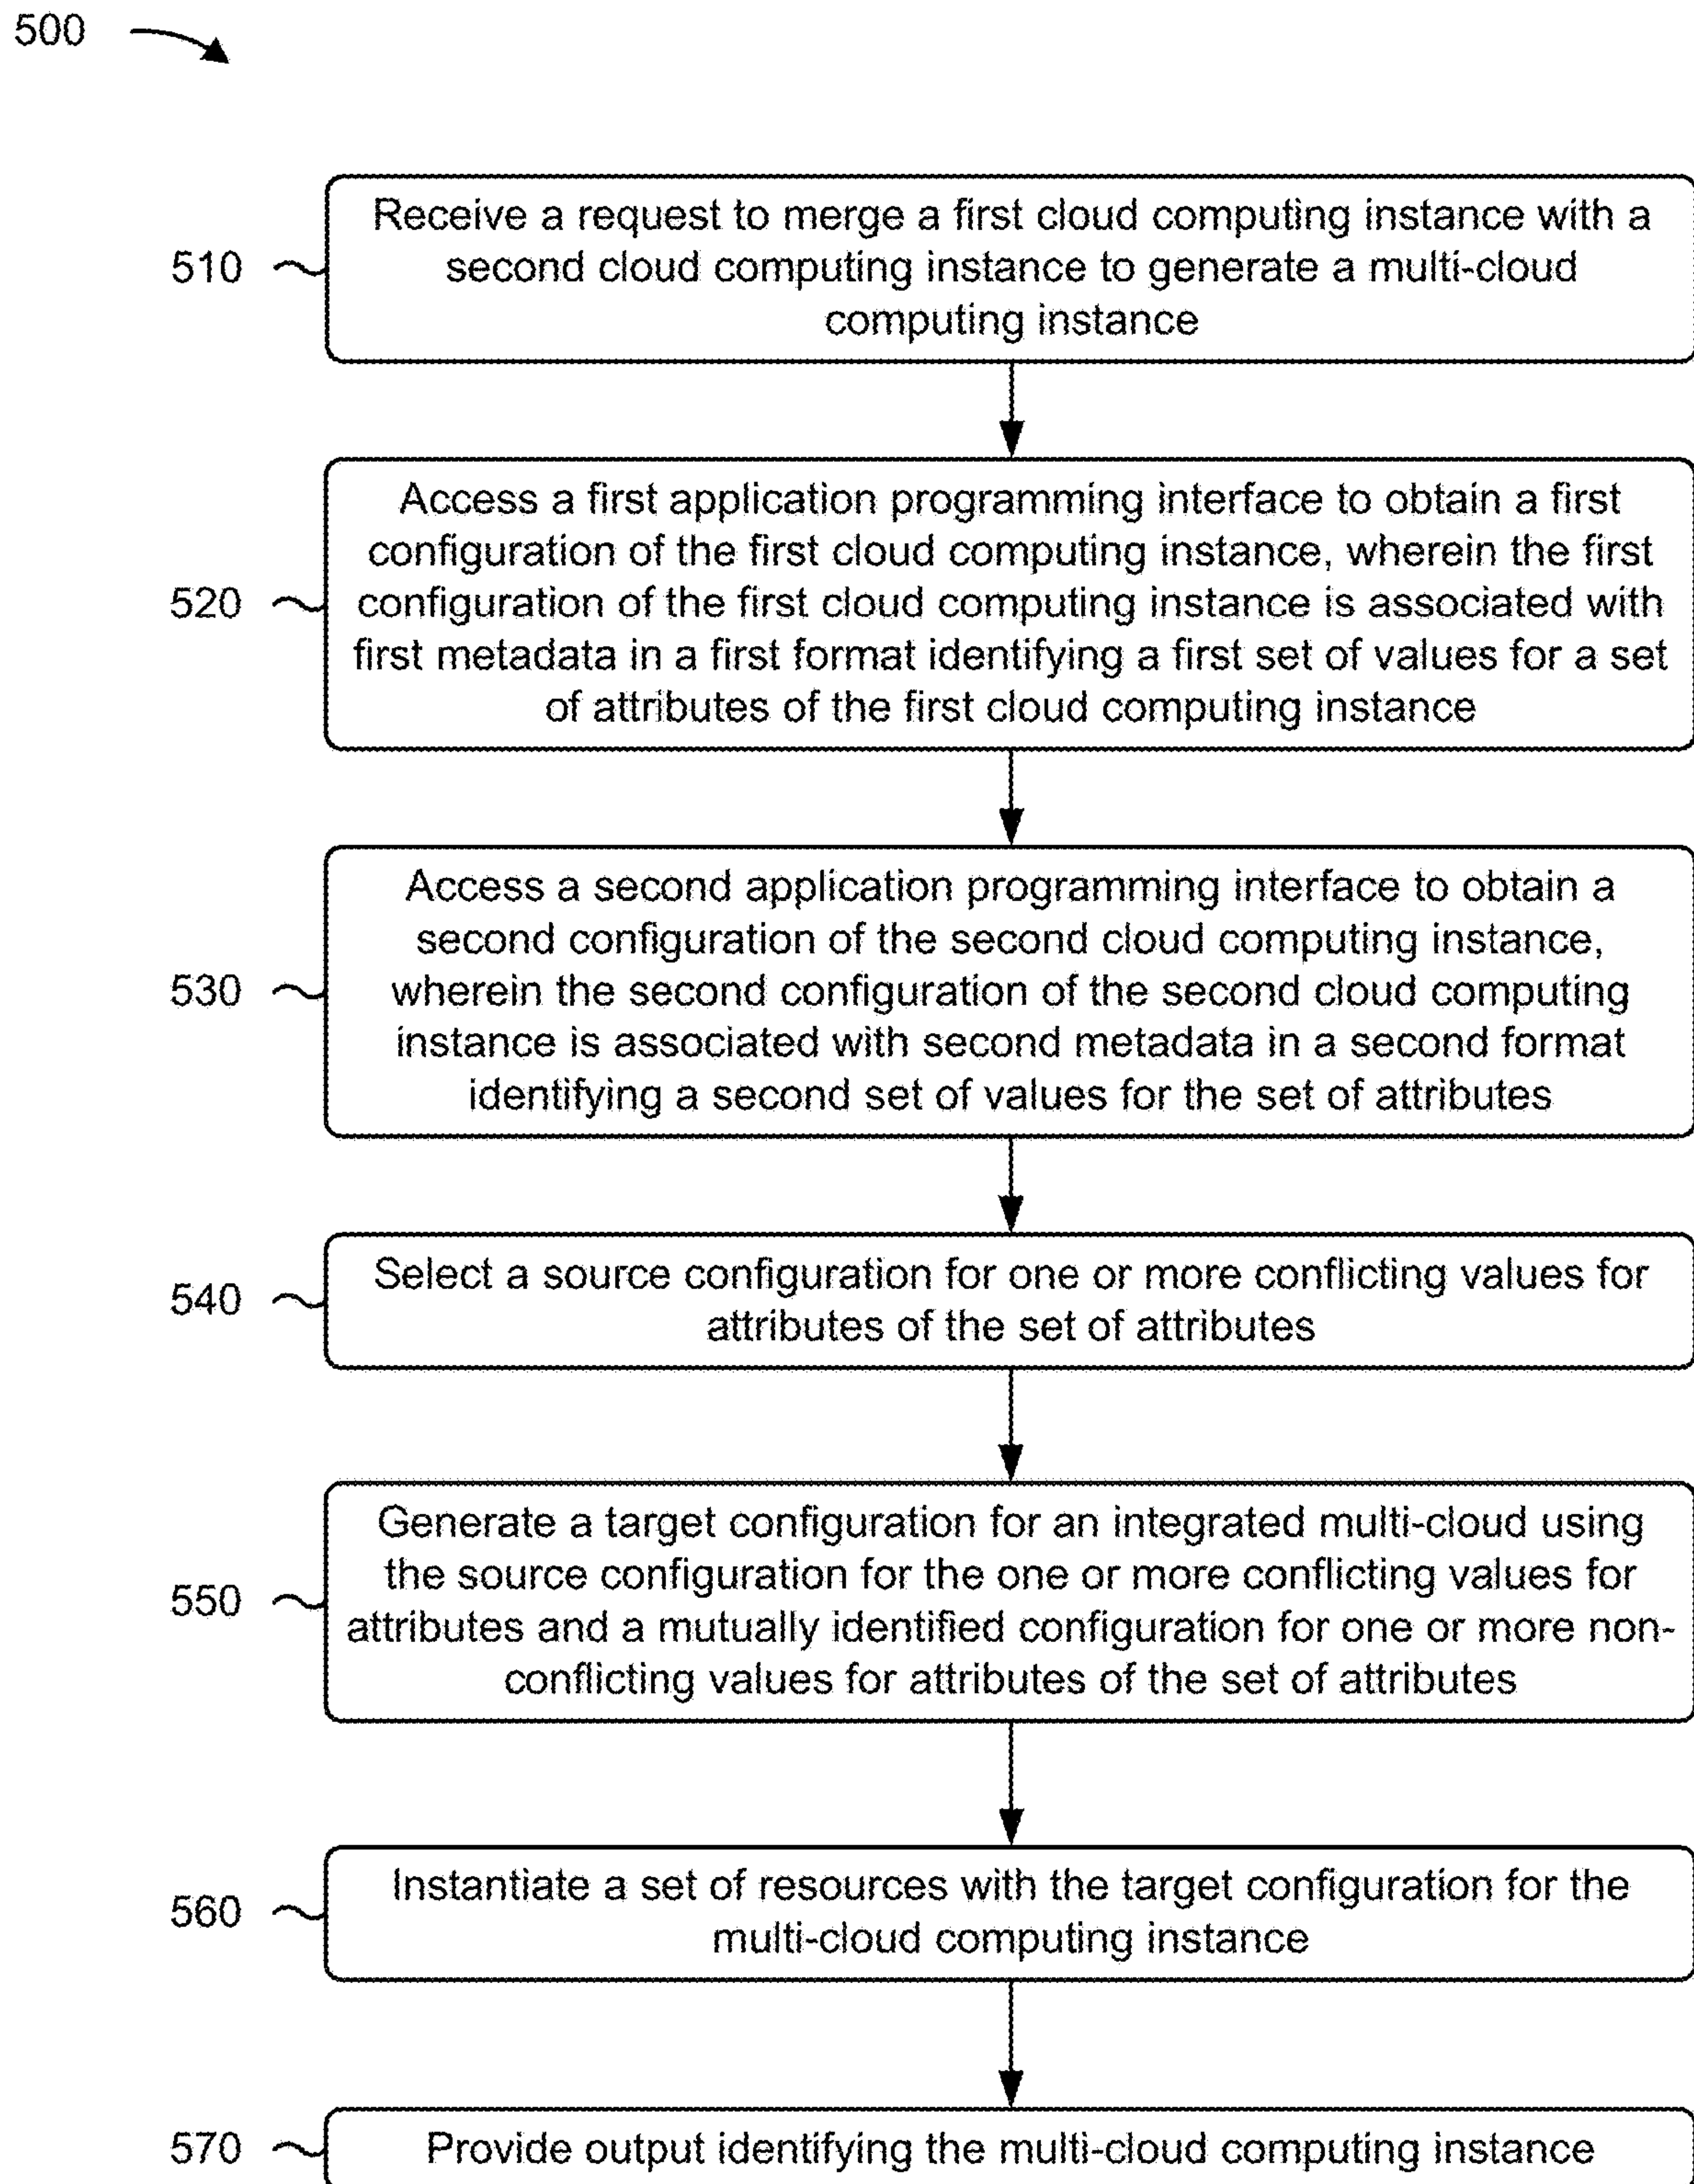 500
510
Receive a request to merge a first cloud computing instance with a
second cloud computing instance to generate a multi-cloud
computing instance
520
Access a first application programming interface to obtain a first
configuration of the first cloud computing instance, wherein the first
configuration of the first cloud computing instance is associated with
first metadata in a first format identifying a first set of values for a set
of attributes of the first cloud computing instance
530
Access a second application programming interface to obtain a
second configuration of the second cloud computing instance,
wherein the second configuration of the second cloud computing
instance is associated with second metadata in a second format
identifying a second set of values for the set of attributes
540
Select a source configuration for one or more conflicting values for
attributes of the set of attributes
550
Generate a target configuration for an integrated multi-cloud using
the source configuration for the one or more conflicting values for
attributes and a mutually identified configuration for one or more non-
conflicting values for attributes of the set of attributes
560
Instantiate a set of resources with the target configuration for the
multi-cloud computing instance
570
Provide output identifying the multi-cloud computing instance